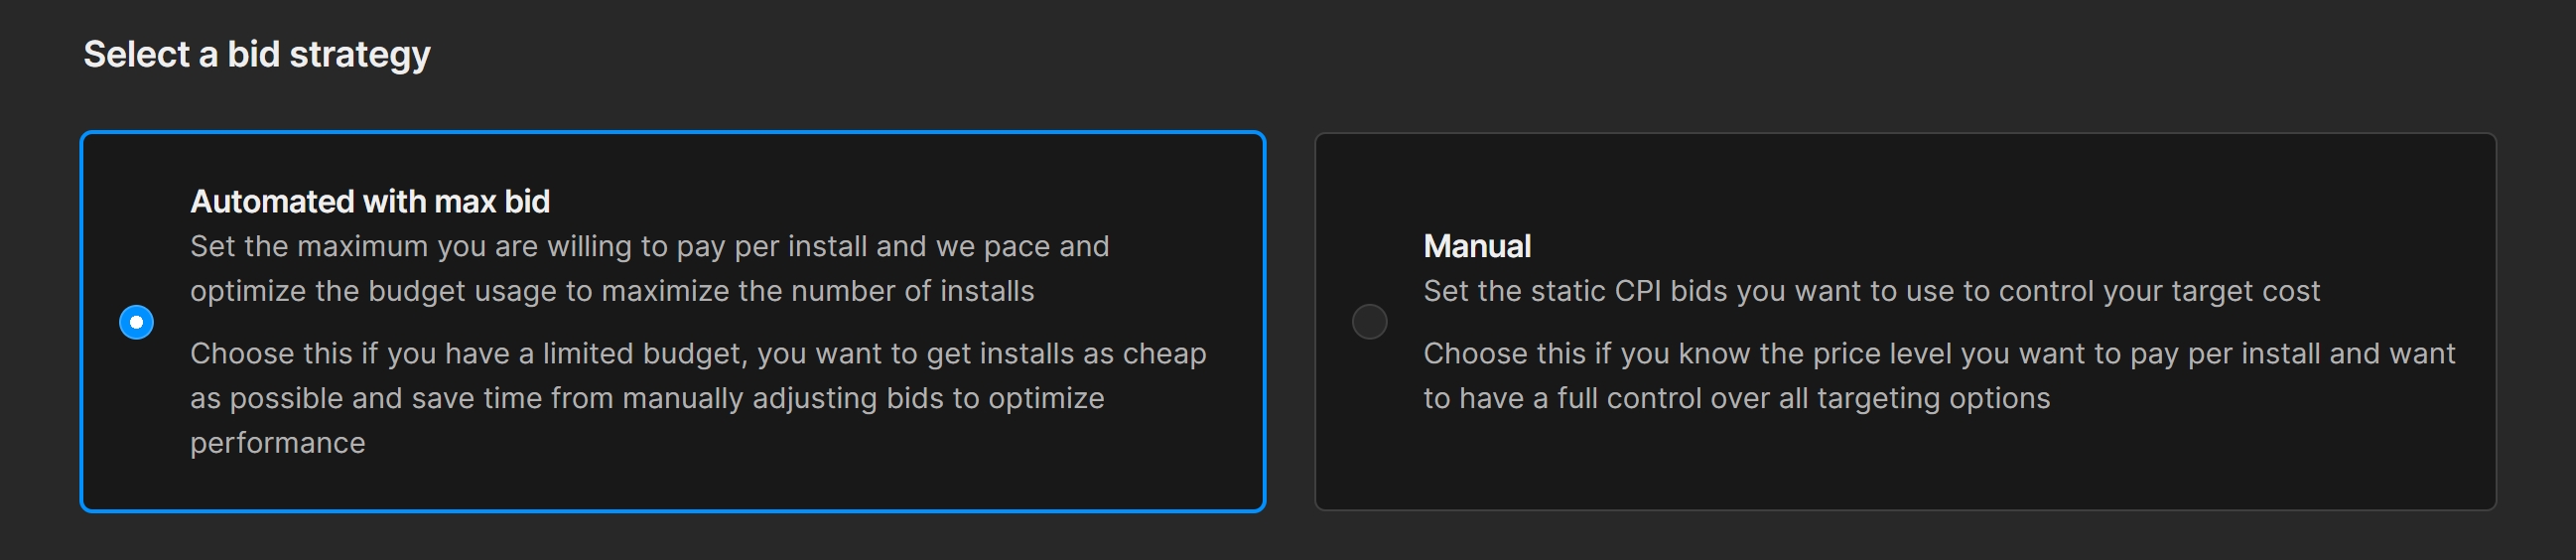 Select a bid strategy
Automated with max bid
Set the maximum you are willing to pay per install and we pace and
optimize the budget usage to maximize the number of installs
Choose this if you have a limited budget, you want to get installs as cheap
as possible and save time from manually adjusting bids to optimize
performance
Manual
Set the static CPI bids you want to use to control your target cost
Choose this if you know the price level you want to pay per install and want
to have a full control over all targeting options